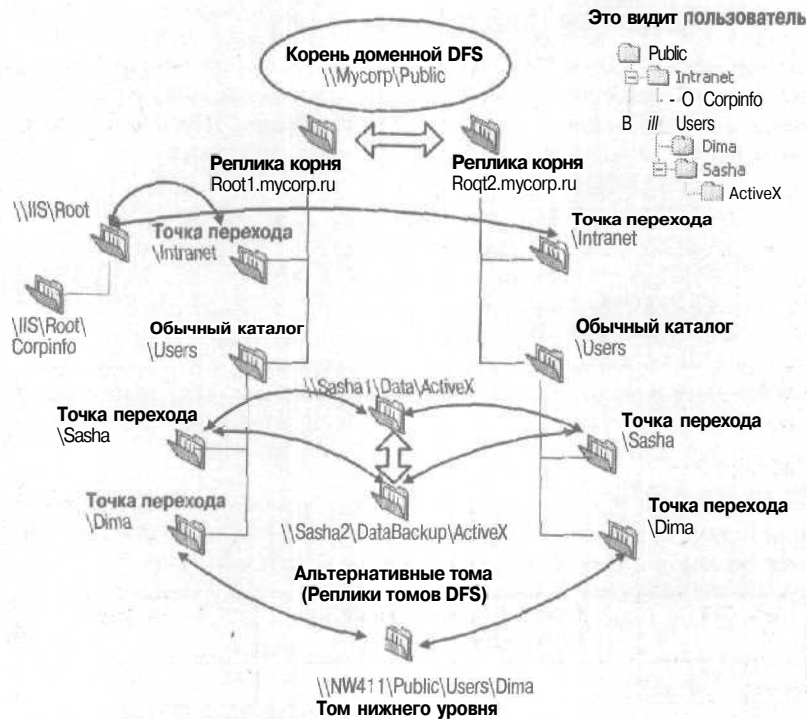 Это видит пользователь
Public
Intranet
O Corpinfo
B ill Users
Dima
Sasha
ActiveX
Корень доменной DFS
\\Mycorp\Public
Реплика корня
Root1.mycorp.ru
Реплика корня
Roqt2.mycorp.ru
\\IIS\Root
Точка перехода
\Intranet
Точка перехода
\Intranet
\IIS\Root\
Corpinfo
Обычный каталог
\Users
Обычный каталог
\Users
\\Sasha1\Data\ActiveX
Точка перехода
\Sasha
Точка перехода
\Sasha
Точка перехода
\Dima
\\Sasha2\DataBackup\ActiveX
Точка перехода
\Dima
Альтернативные тома
(Реплики томов DFS)
\\NW411\Public\Users\Dima
Том нижнего уровня